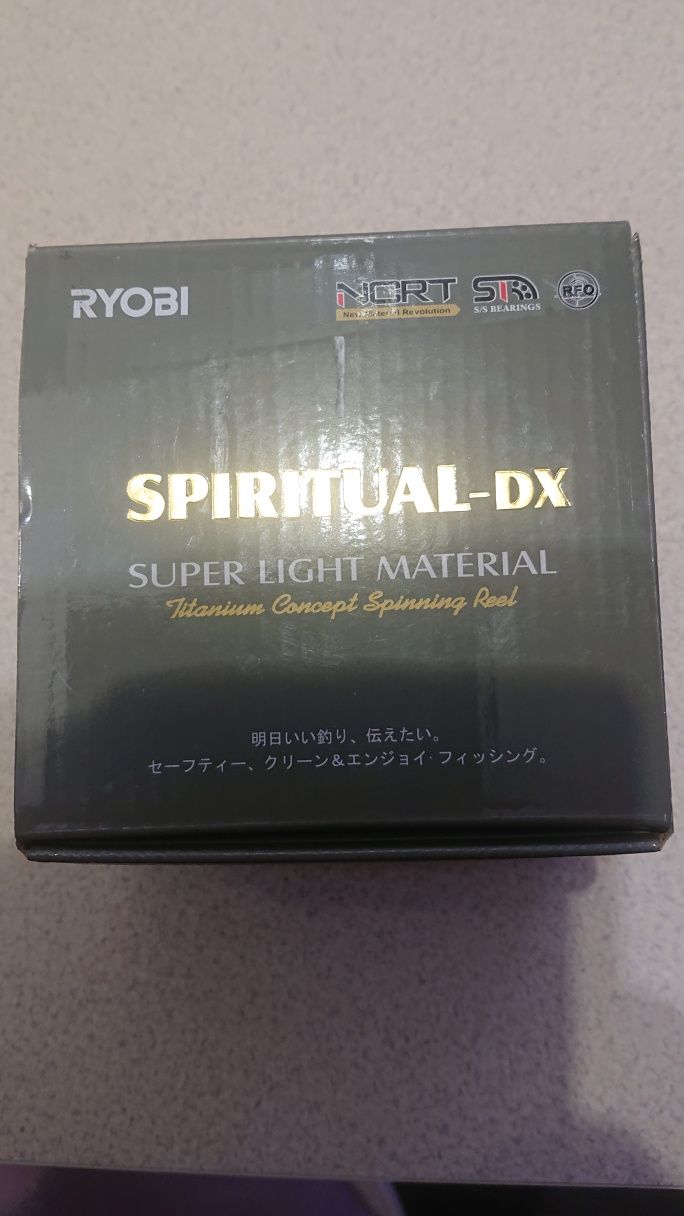 RYOBI
NCRT
New Material Revolution
S/S BEARINGS
RFO
SPIRITUAL-DX
SUPER LIGHT MATERIAL
Titanium Concept Spinning Reel
明日いい釣り、伝えたい。
セーフティー、クリーン&エンジョイ·フィッシング。